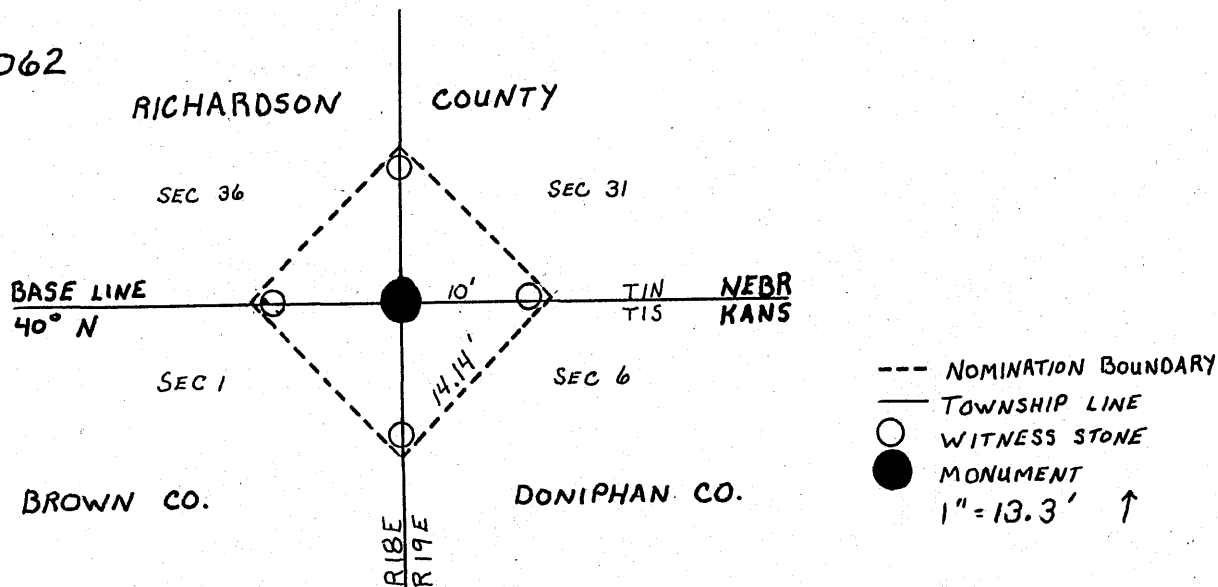 062
RICHARDSON COUNTY
SEC 36 SEC 31
BASE LINE 10' T1N NEBR
40° N T1S KANS
SEC 1 14.14' SEC 6
BROWN CO. DONIPHAN CO.
R18E
R19E
NOMINATION BOUNDARY
TOWNSHIP LINE
WITNESS STONE
MONUMENT
1" = 13.3' ↑